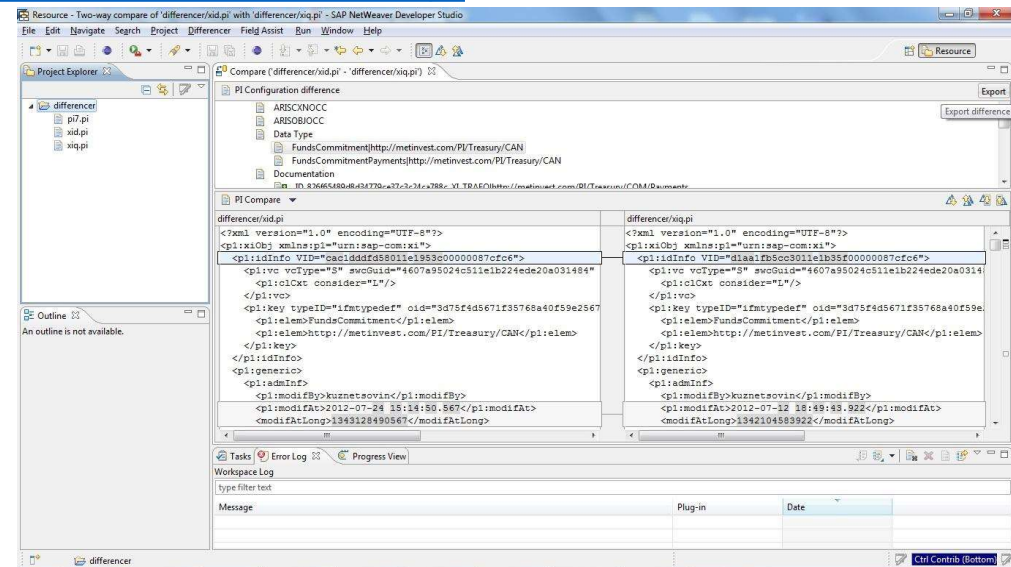 Resource - Two-way compare of 'differencer/xid.pi' with 'differencer/xiq.pi' - SAP NetWeaver Developer Studio
File Edit Navigate Search Project Differencer Field Assist Run Window Help
Resource
Project Explorer
differencer
pi7.pi
xid.pi
xiq.pi
Outline
An outline is not available.
Compare ('differencer/xid.pi' - 'differencer/xiq.pi')
PI Configuration difference
Export
Export difference
ARISCXNOCC
ARISOBJOCC
Data Type
FundsCommitment|http://metinvest.com/PI/Treasury/CAN
FundsCommitmentPayments|http://metinvest.com/PI/Treasury/CAN
Documentation
PI Compare
differencer/xid.pi
<?xml version="1.0" encoding="UTF-8"?>
<p1:xiObj xmlns:p1="urn:sap-com:xi">
<p1:idInfo VID="cac1dddfd58011e1953c00000087cfc6">
<p1:vc vcType="S" swcGuid="4607a95024c511e1b224ede20a031484"
<p1:clCxt consider="L"/>
</p1:vc>
<p1:key typeID="ifmtypedef" oid="3d75f4d5671f35768a40f59e2567
<p1:elem>FundsCommitment</p1:elem>
<p1:elem>http://metinvest.com/PI/Treasury/CAN</p1:elem>
</p1:key>
</p1:idInfo>
<p1:generic>
<p1:admInf>
<p1:modifBy>kuznetsovin</p1:modifBy>
<p1:modifAt>2012-07-24 15:14:50.567</p1:modifAt>
<modifAtLong>1343128490567</modifAtLong>
differencer/xiq.pi
<?xml version="1.0" encoding="UTF-8"?>
<p1:xiObj xmlns:p1="urn:sap-com:xi">
<p1:idInfo VID="d1aa1fb5cc3011e1b35f00000087cfc6">
<p1:vc vcType="S" swcGuid="4607a95024c511e1b224ede20a0314
<p1:clCxt consider="L"/>
</p1:vc>
<p1:key typeID="ifmtypedef" oid="3d75f4d5671f35768a40f59e
<p1:elem>FundsCommitment</p1:elem>
<p1:elem>http://metinvest.com/PI/Treasury/CAN</p1:elem>
</p1:key>
</p1:idInfo>
<p1:generic>
<p1:admInf>
<p1:modifBy>kuznetsovin</p1:modifBy>
<p1:modifAt>2012-07-12 18:49:43.922</p1:modifAt>
<modifAtLong>1342104583922</modifAtLong>
Tasks Error Log Progress View
Workspace Log
type filter text
Message Plug-in Date
differencer
Ctrl Contrib (Bottom)